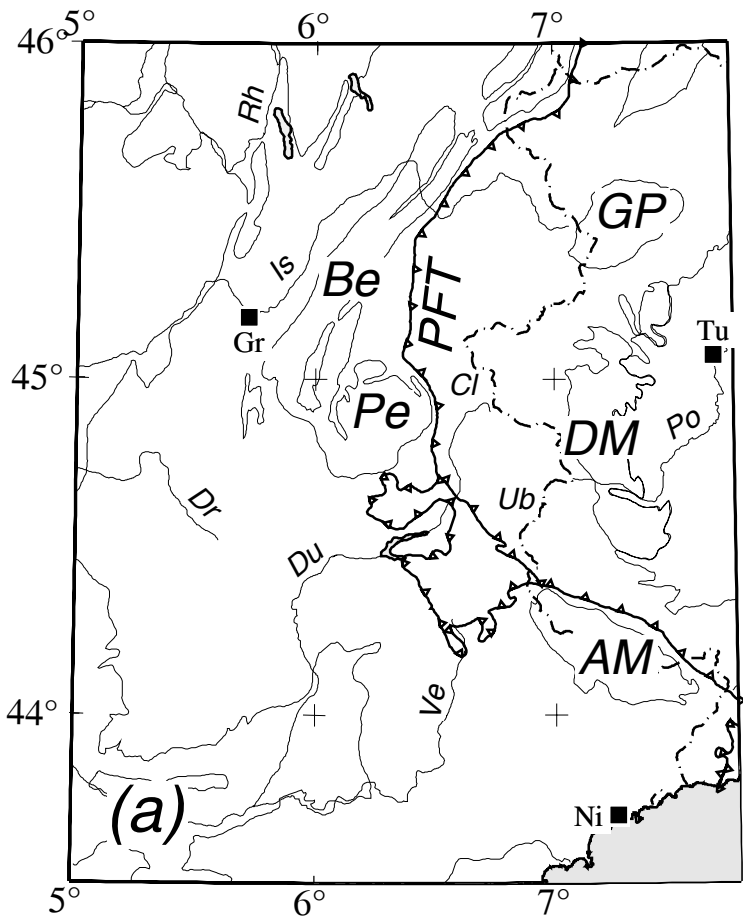 5° 6° 7°
46°
Rh
GP
Is
Be
PFT
Gr
Tu
45°
Cl
Pe
DM
Po
Dr
Ub
Du
AM
44°
Ve
(a)
Ni
5° 6° 7°